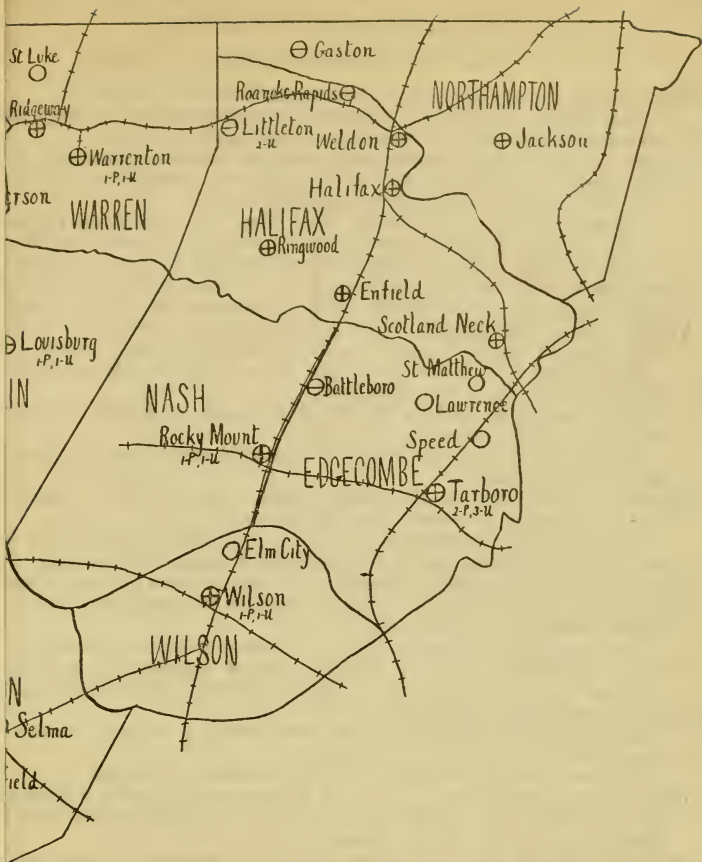 St Luke
Gaston
Roanoke Rapids
NORTHAMPTON
Ridgeway
Littleton
2-U
Weldon
Jackson
Warrenton
1-P, 1-U
Halifax
erson
WARREN
HALIFAX
Ringwood
Enfield
Scotland Neck
Louisburg
1-P, 1-U
St Matthew
IN
NASH
Battleboro
Lawrence
Rocky Mount
1-P, 1-U
Speed
EDGECOMBE
Tarboro
2-P, 3-U
Elm City
Wilson
1-P, 1-U
WILSON
N
Selma
field